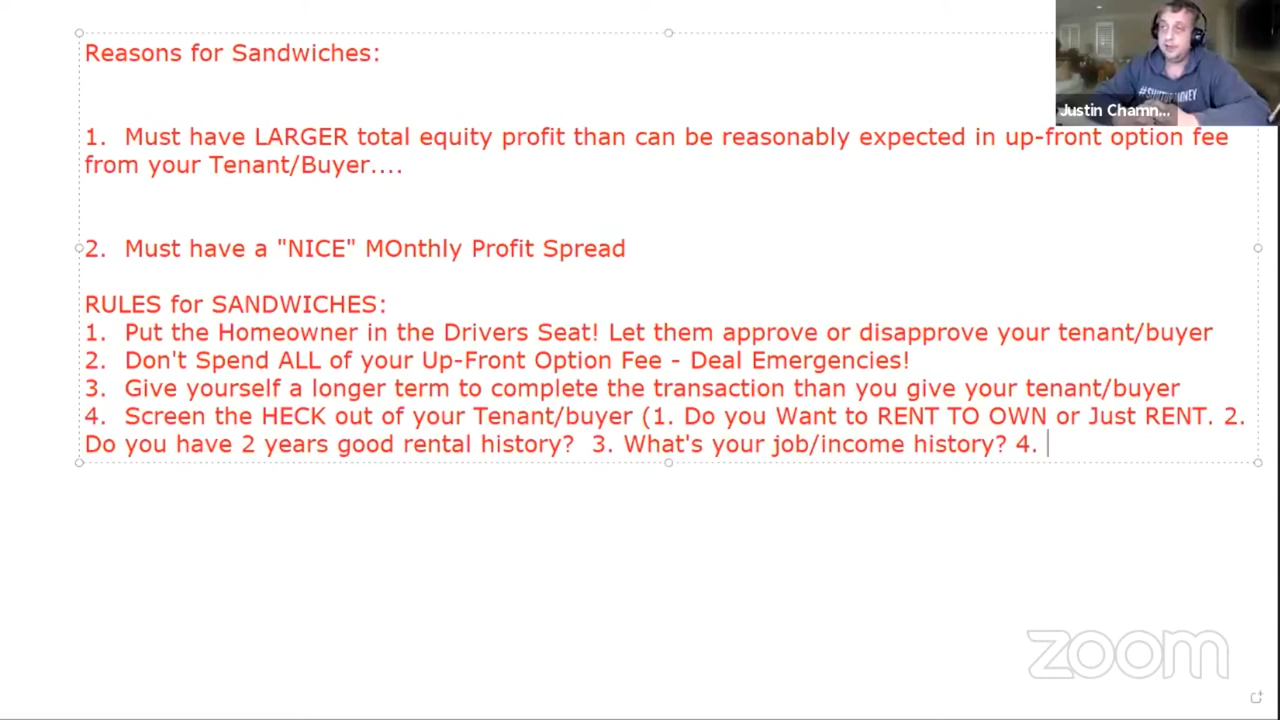 Reasons for Sandwiches:
1. Must have LARGER total equity profit than can be reasonably expected in up-front option fee
from your Tenant/Buyer....
2. Must have a "NICE" MOnthly Profit Spread
RULES for SANDWICHES:
1. Put the Homeowner in the Drivers Seat! Let them approve or disapprove your tenant/buyer
2. Don't Spend ALL of your Up-Front Option Fee - Deal Emergencies!
3. Give yourself a longer term to complete the transaction than you give your tenant/buyer
4. Screen the HECK out of your Tenant/buyer (1. Do you Want to RENT TO OWN or Just RENT. 2.
Do you have 2 years good rental history? 3. What's your job/income history? 4.
Justin Chamn...
zoom